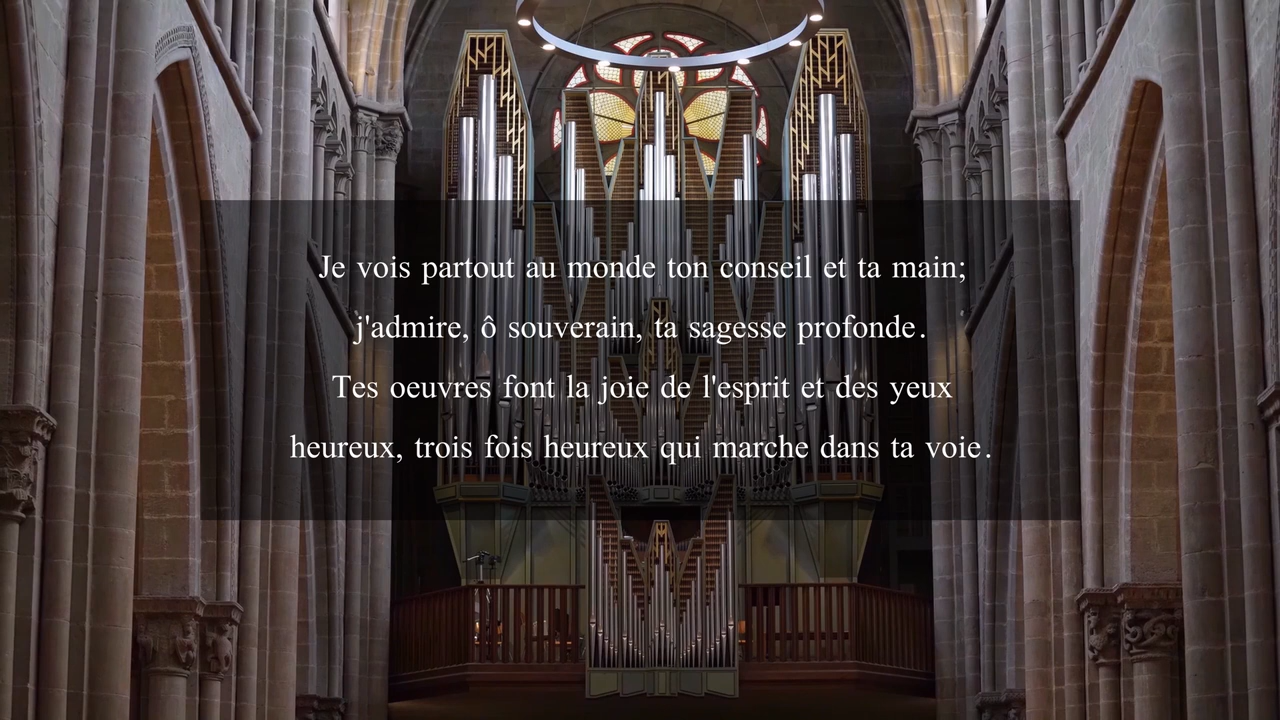 Je vois partout au monde ton conseil et ta main;
j'admire, ô souverain, ta sagesse profonde.
Tes oeuvres font la joie de l'esprit et des yeux
heureux, trois fois heureux qui marche dans ta voie.